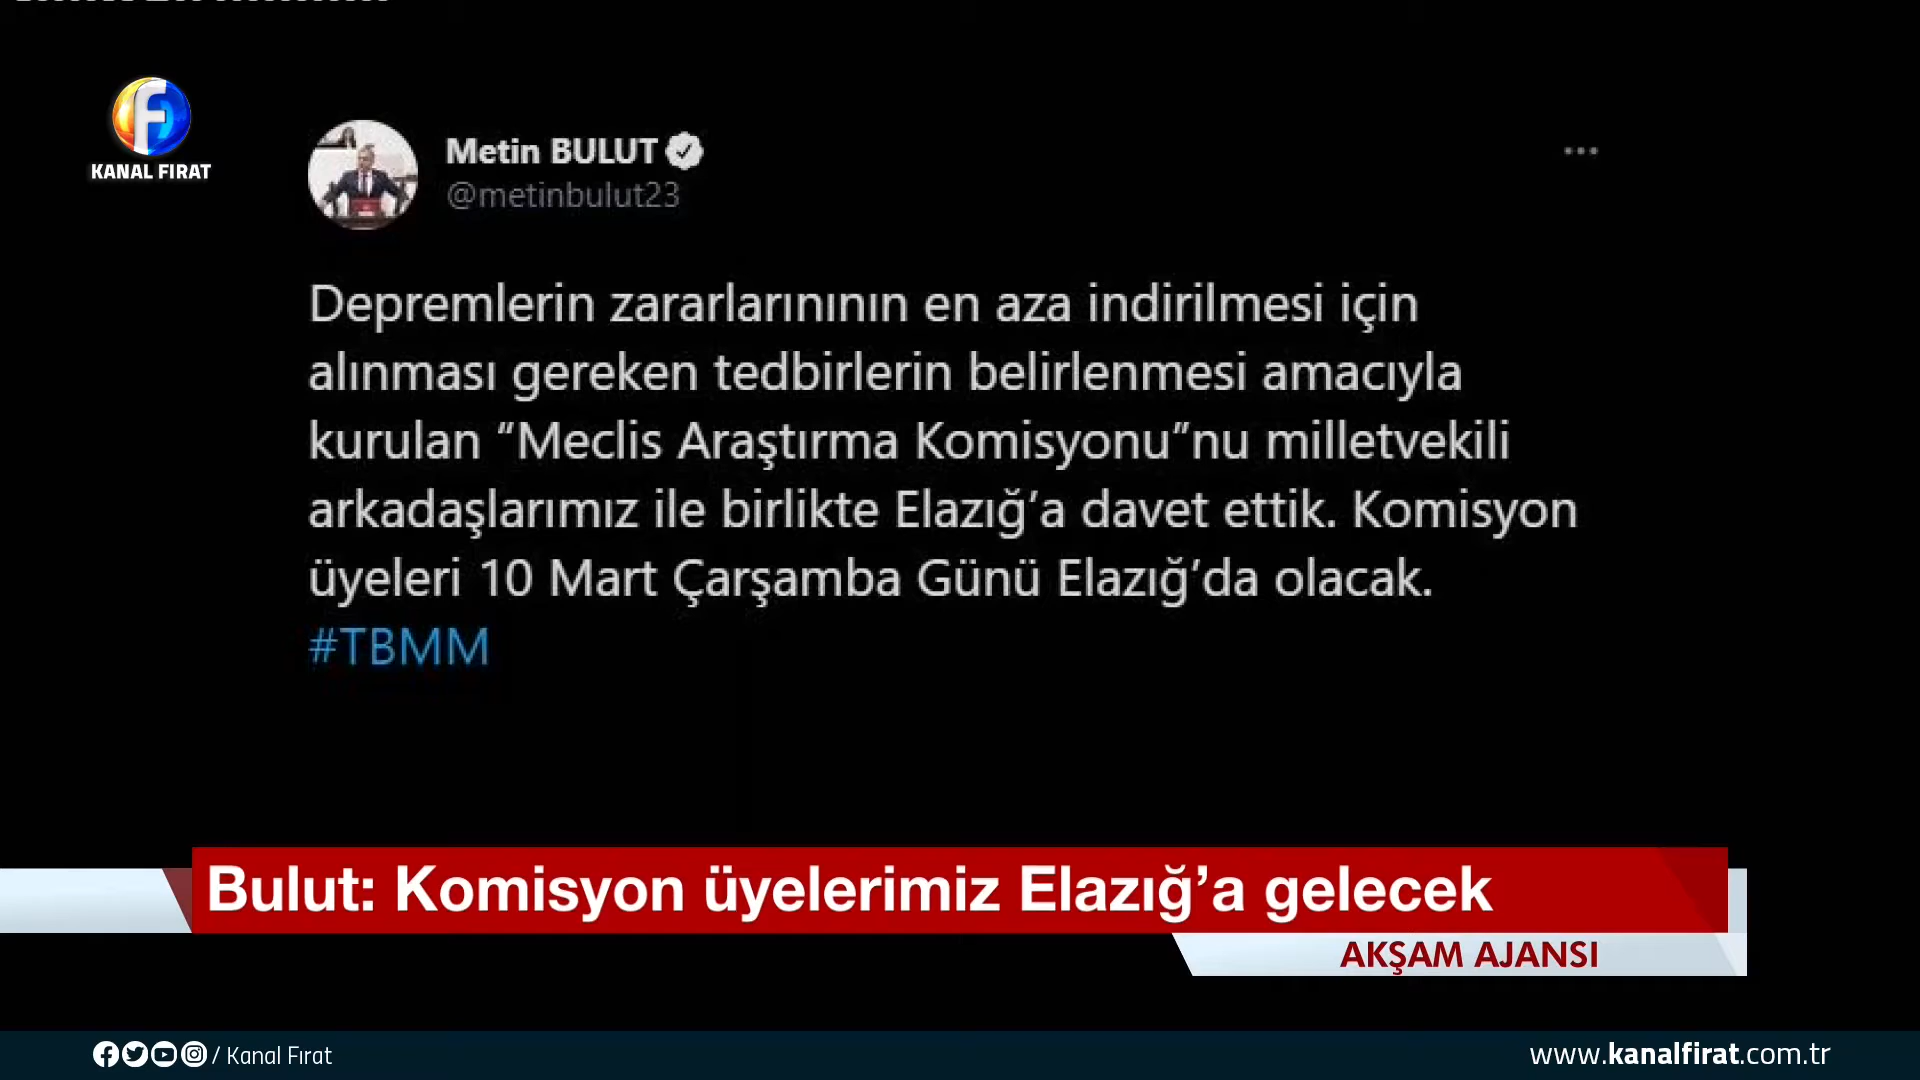 KANAL FIRAT
Metin BULUT
@metinbulut23
Depremlerin zararlarınının en aza indirilmesi için
alınması gereken tedbirlerin belirlenmesi amacıyla
kurulan “Meclis Araştırma Komisyonu”nu milletvekili
arkadaşlarımız ile birlikte Elazığ’a davet ettik. Komisyon
üyeleri 10 Mart Çarşamba Günü Elazığ’da olacak.
#TBMM
Bulut: Komisyon üyelerimiz Elazığ’a gelecek
AKŞAM AJANSI
/ Kanal Fırat
www.kanalfirat.com.tr